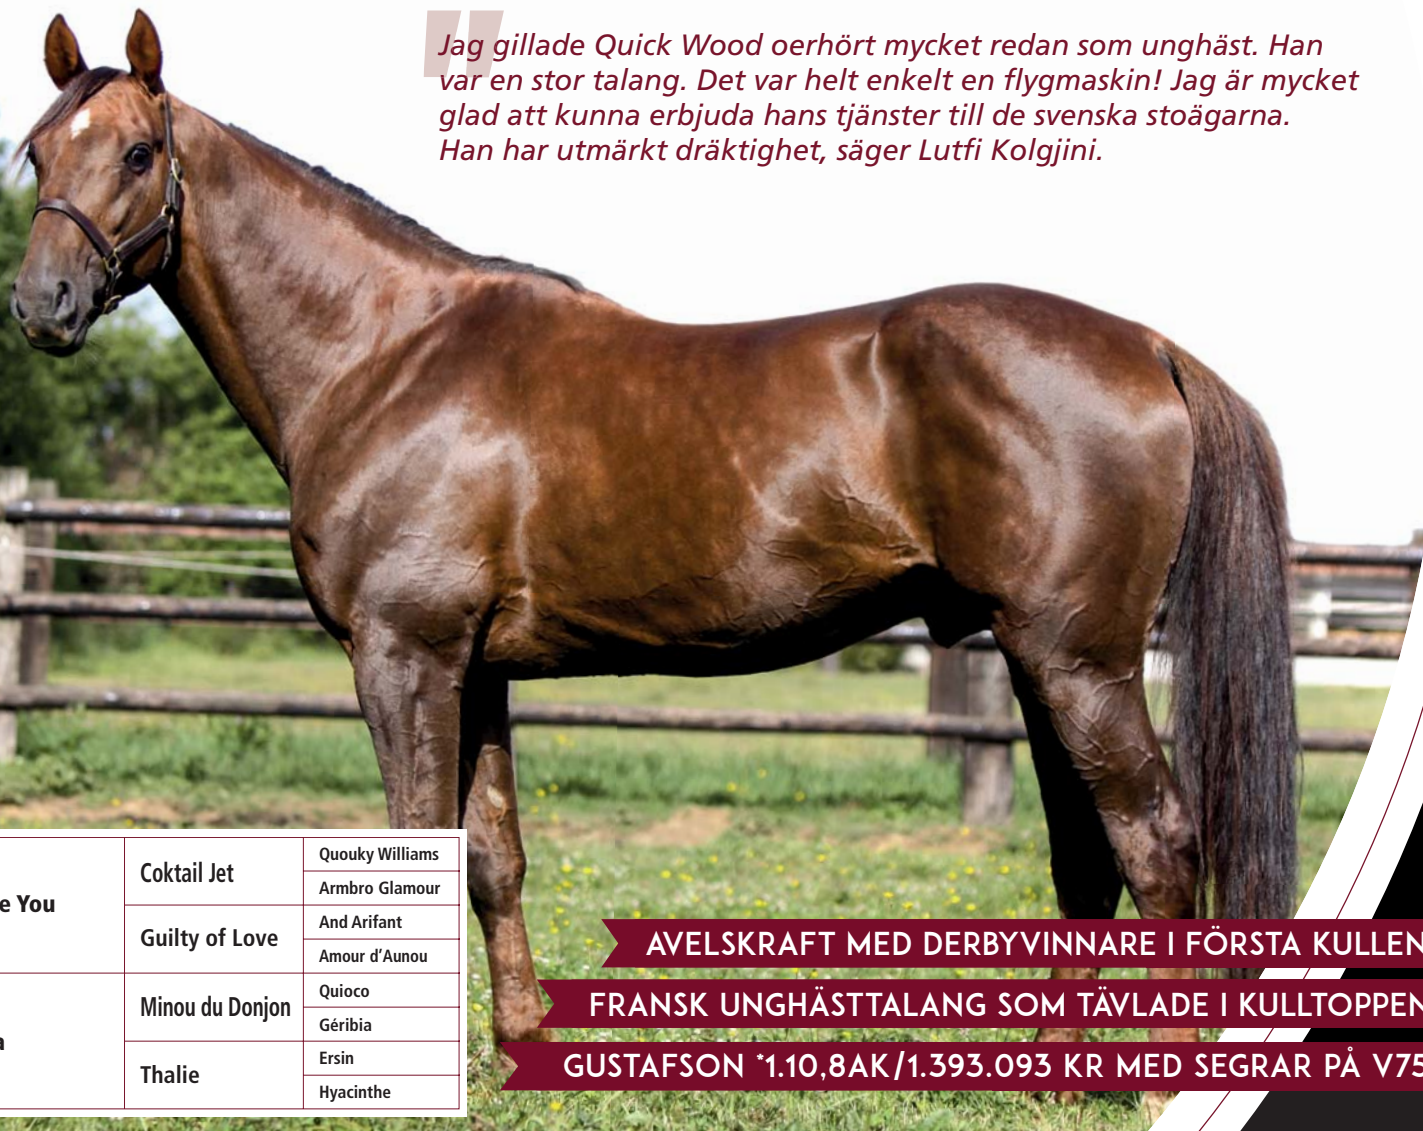 Jag gillade Quick Wood oerhört mycket redan som unghäst. Han
var en stor talang. Det var helt enkelt en flygmaskin! Jag är mycket
glad att kunna erbjuda hans tjänster till de svenska stoägarna.
Han har utmärkt dräktighet, säger Lutfi Kolgjini.
e You
Coktail Jet
Quouky Williams
Armbro Glamour
Guilty of Love
And Arifant
Amour d'Aunou
a
Minou du Donjon
Quioco
Géribia
Thalie
Ersin
Hyacinthe
AVELSKRAFT MED DERBYVINNARE I FÖRSTA KULLEN
FRANSK UNGHÄSTTALANG SOM TÄVLADE I KULLTOPPEN
GUSTAFSON *1.10,8AK/1.393.093 KR MED SEGRAR PÅ V75